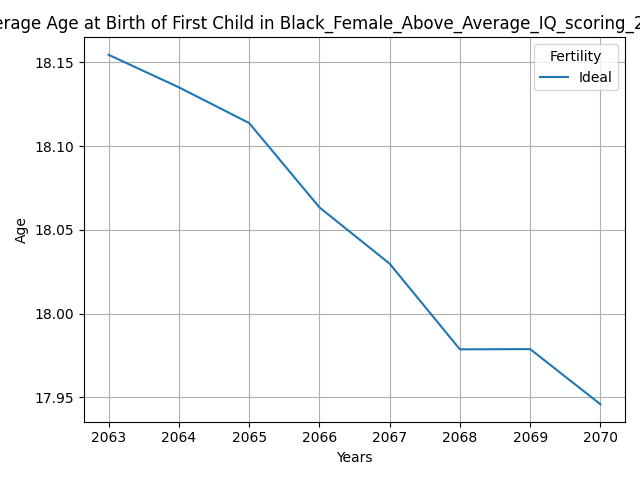 erage Age at Birth of First Child in Black_Female_Above_Average_IQ_scoring_2
Fertility
Ideal
18.15
18.10
18.05
18.00
17.95
Age
2063 2064 2065 2066 2067 2068 2069 2070
Years